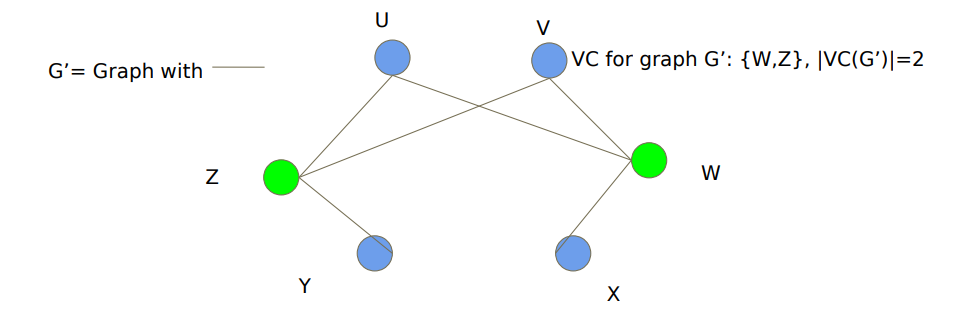 U
V
VC for graph G’: {W,Z}, |VC(G’)|=2
G’= Graph with
Z
W
Y
X